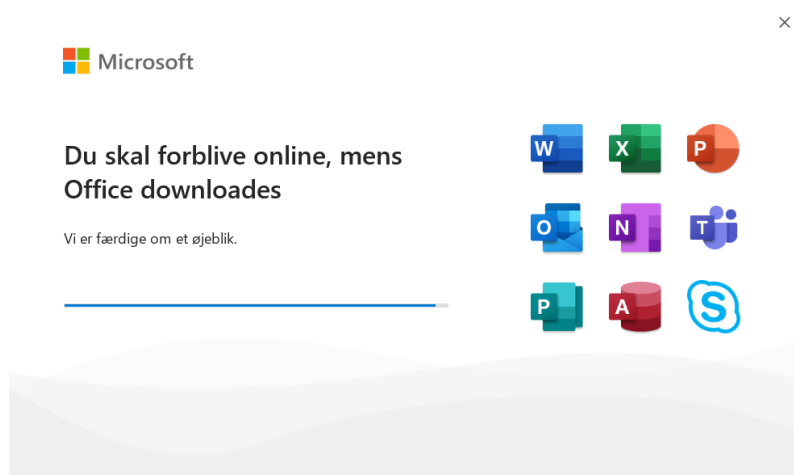 Microsoft
Du skal forblive online, mens
Office downloades
Vi er færdige om et øjeblik.
W X P
O N T
P A S